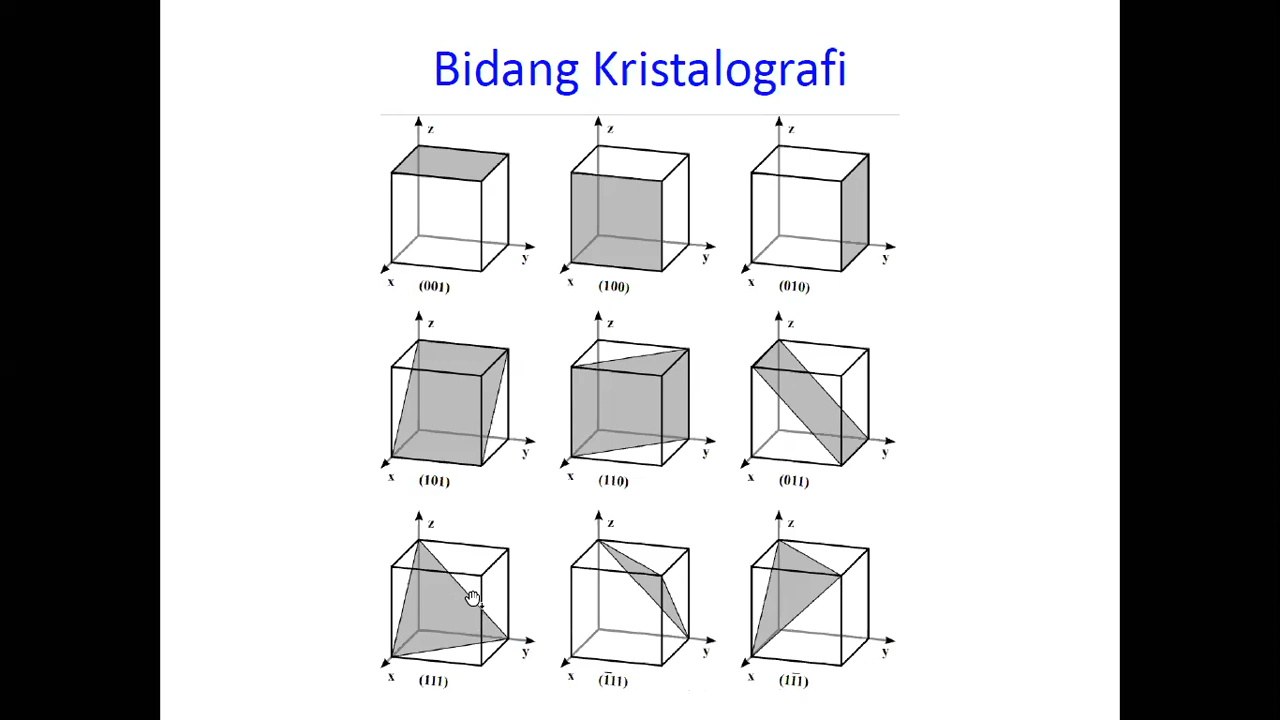 Bidang Kristalografi
z z z
y y y
x (001) x (100) x (010)
z z z
y y y
x (101) x (110) x (011)
z z z
y y y
x (111) x (1̅11) x (11̅1)